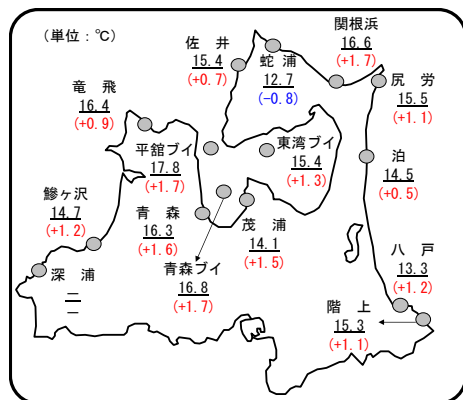 (単位：℃)
関根浜
16.6
(+1.7)
佐井
15.4
(+0.7)
蛇浦
12.7
(−0.8)
尻労
15.5
(+1.1)
竜飛
16.4
(+0.9)
平舘ブイ
17.8
(+1.7)
東湾ブイ
15.4
(+1.3)
泊
14.5
(+0.5)
鰺ヶ沢
14.7
(+1.2)
青森
16.3
(+1.6)
茂浦
14.1
(+1.5)
八戸
13.3
(+1.2)
深浦
青森ブイ
16.8
(+1.7)
階上
15.3
(+1.1)